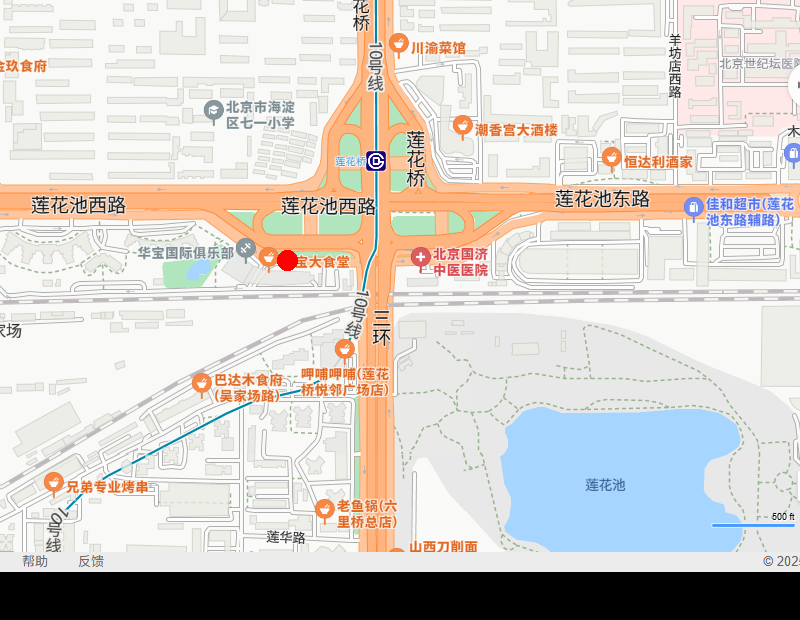 花
桥
10号线
川渝菜馆
羊坊店西路
北京世纪坛医院
玖食府
北京市海淀
区七一小学
潮香宫大酒楼
莲花桥
莲花桥
恒达利酒家
木
莲花池西路
莲花池西路
莲花池东路
佳和超市(莲花
池东路辅路)
华宝国际俱乐部
宝大食堂
北京国济
中医医院
10号线
三环
家场
呷哺呷哺(莲花
桥悦邻广场店)
巴达木食府
(吴家场路)
兄弟专业烤串
莲花池
10号线
老鱼锅(六
里桥总店)
500 ft
莲华路
山西刀削面
帮助
反馈
© 202